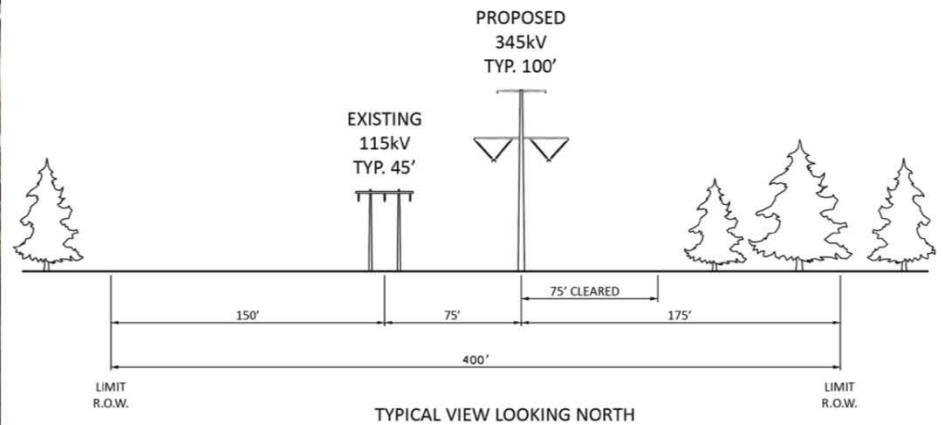 PROPOSED
345kV
TYP. 100'
EXISTING
115kV
TYP. 45'
75' CLEARED
150'
75'
175'
400'
LIMIT
R.O.W.
LIMIT
R.O.W.
TYPICAL VIEW LOOKING NORTH